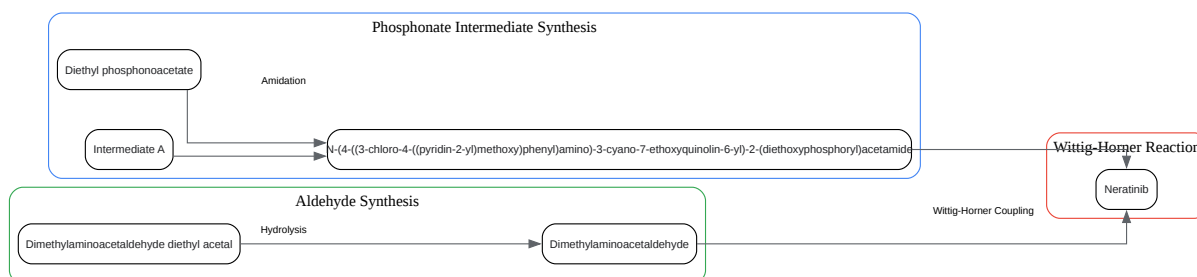 Phosphonate Intermediate Synthesis
Diethyl phosphonoacetate
Amidation
Intermediate A
N-(4-((3-chloro-4-((pyridin-2-yl)methoxy)phenyl)amino)-3-cyano-7-ethoxyquinolin-6-yl)-2-(diethoxyphosphoryl)acetamide
Wittig-Horner Reaction
Neratinib
Aldehyde Synthesis
Wittig-Horner Coupling
Hydrolysis
Dimethylaminoacetaldehyde diethyl acetal
Dimethylaminoacetaldehyde